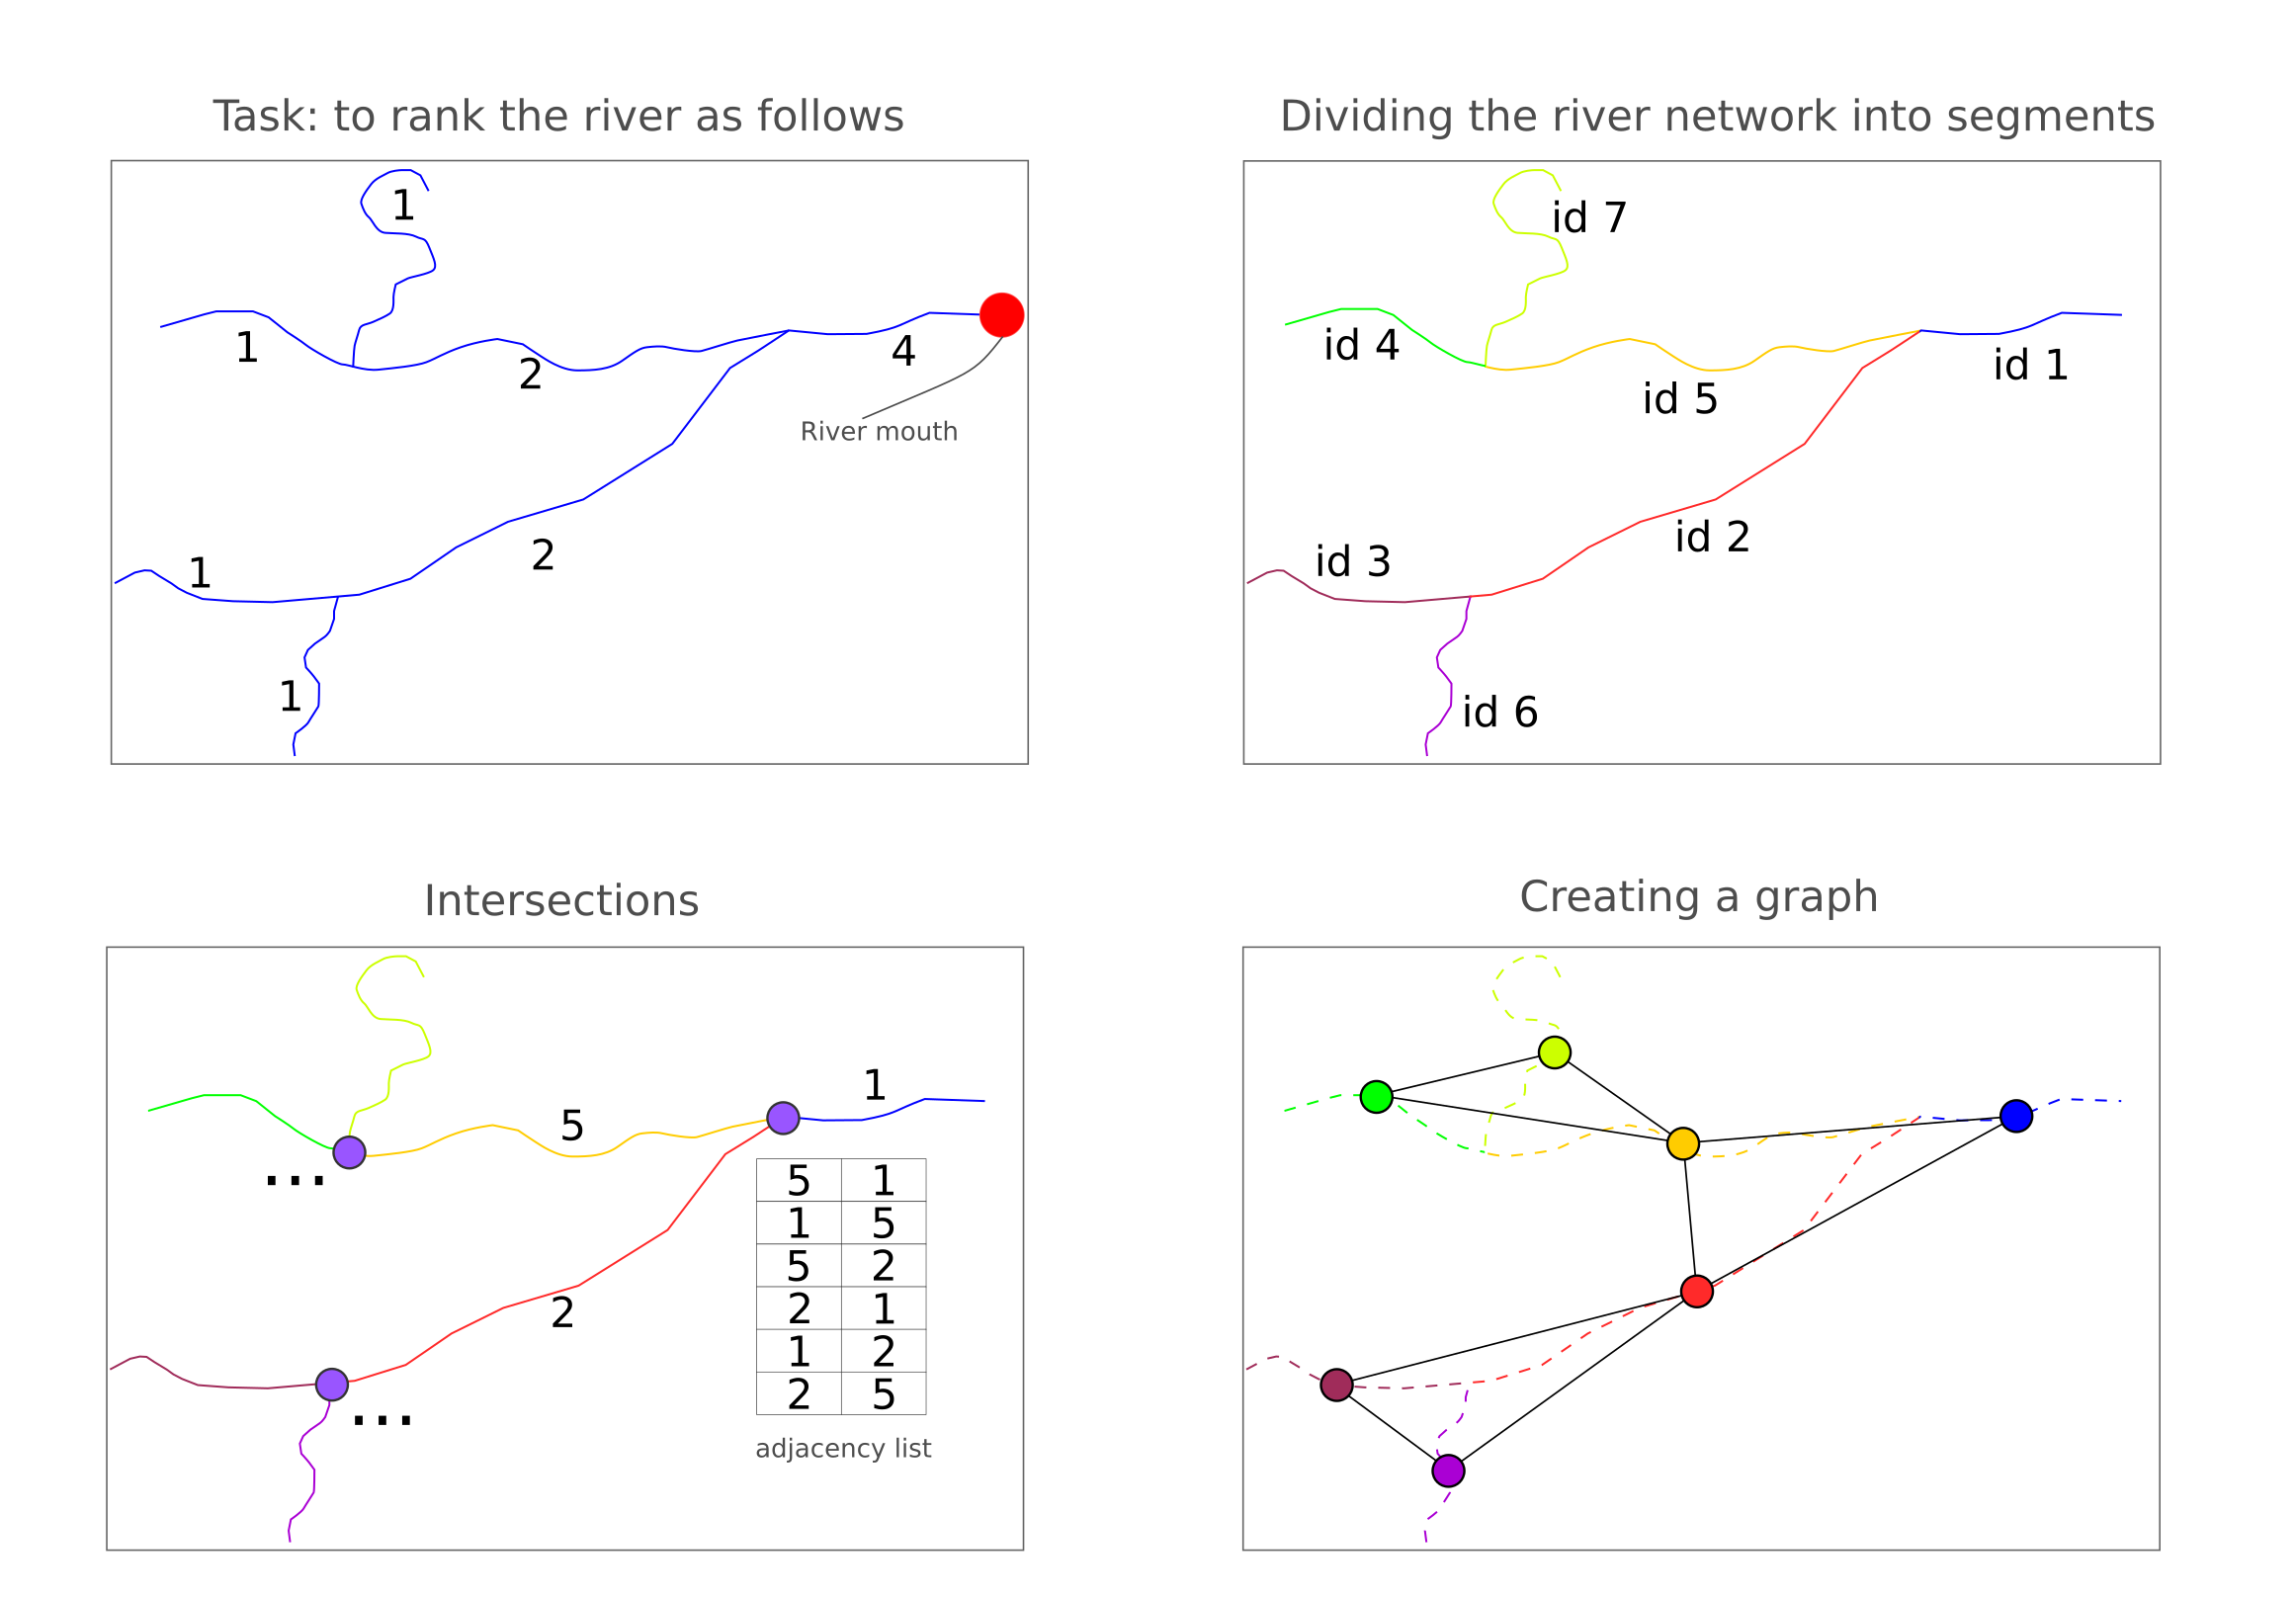 Task: to rank the river as follows
1
1
2
4
River mouth
1
2
1
Dividing the river network into segments
id 7
id 4
id 5
id 1
id 3
id 2
id 6
Intersections
1
5
...
2
...
5 1
1 5
5 2
2 1
1 2
2 5
adjacency list
Creating a graph